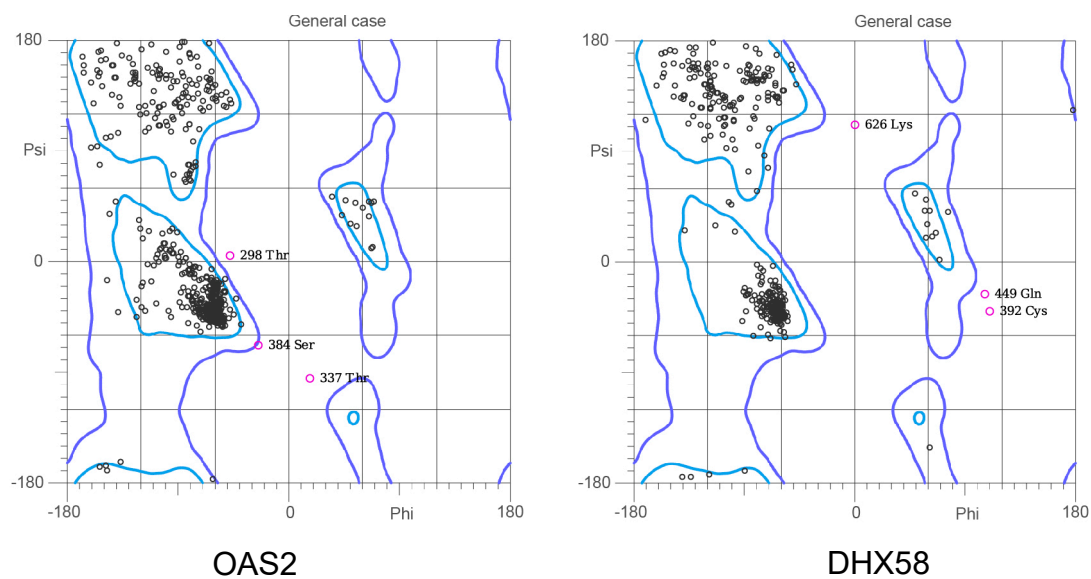 General case
180
Psi
0
-180
298 Thr
384 Ser
337 Thr
-180
0
Phi
180
OAS2
General case
180
Psi
0
-180
626 Lys
449 Gln
392 Cys
-180
0
Phi
180
DHX58